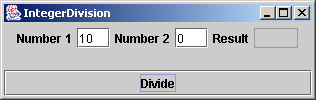 IntegerDivision
Number 1 10 Number 2 0 Result
Divide